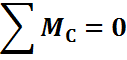 ∑ M_C = 0